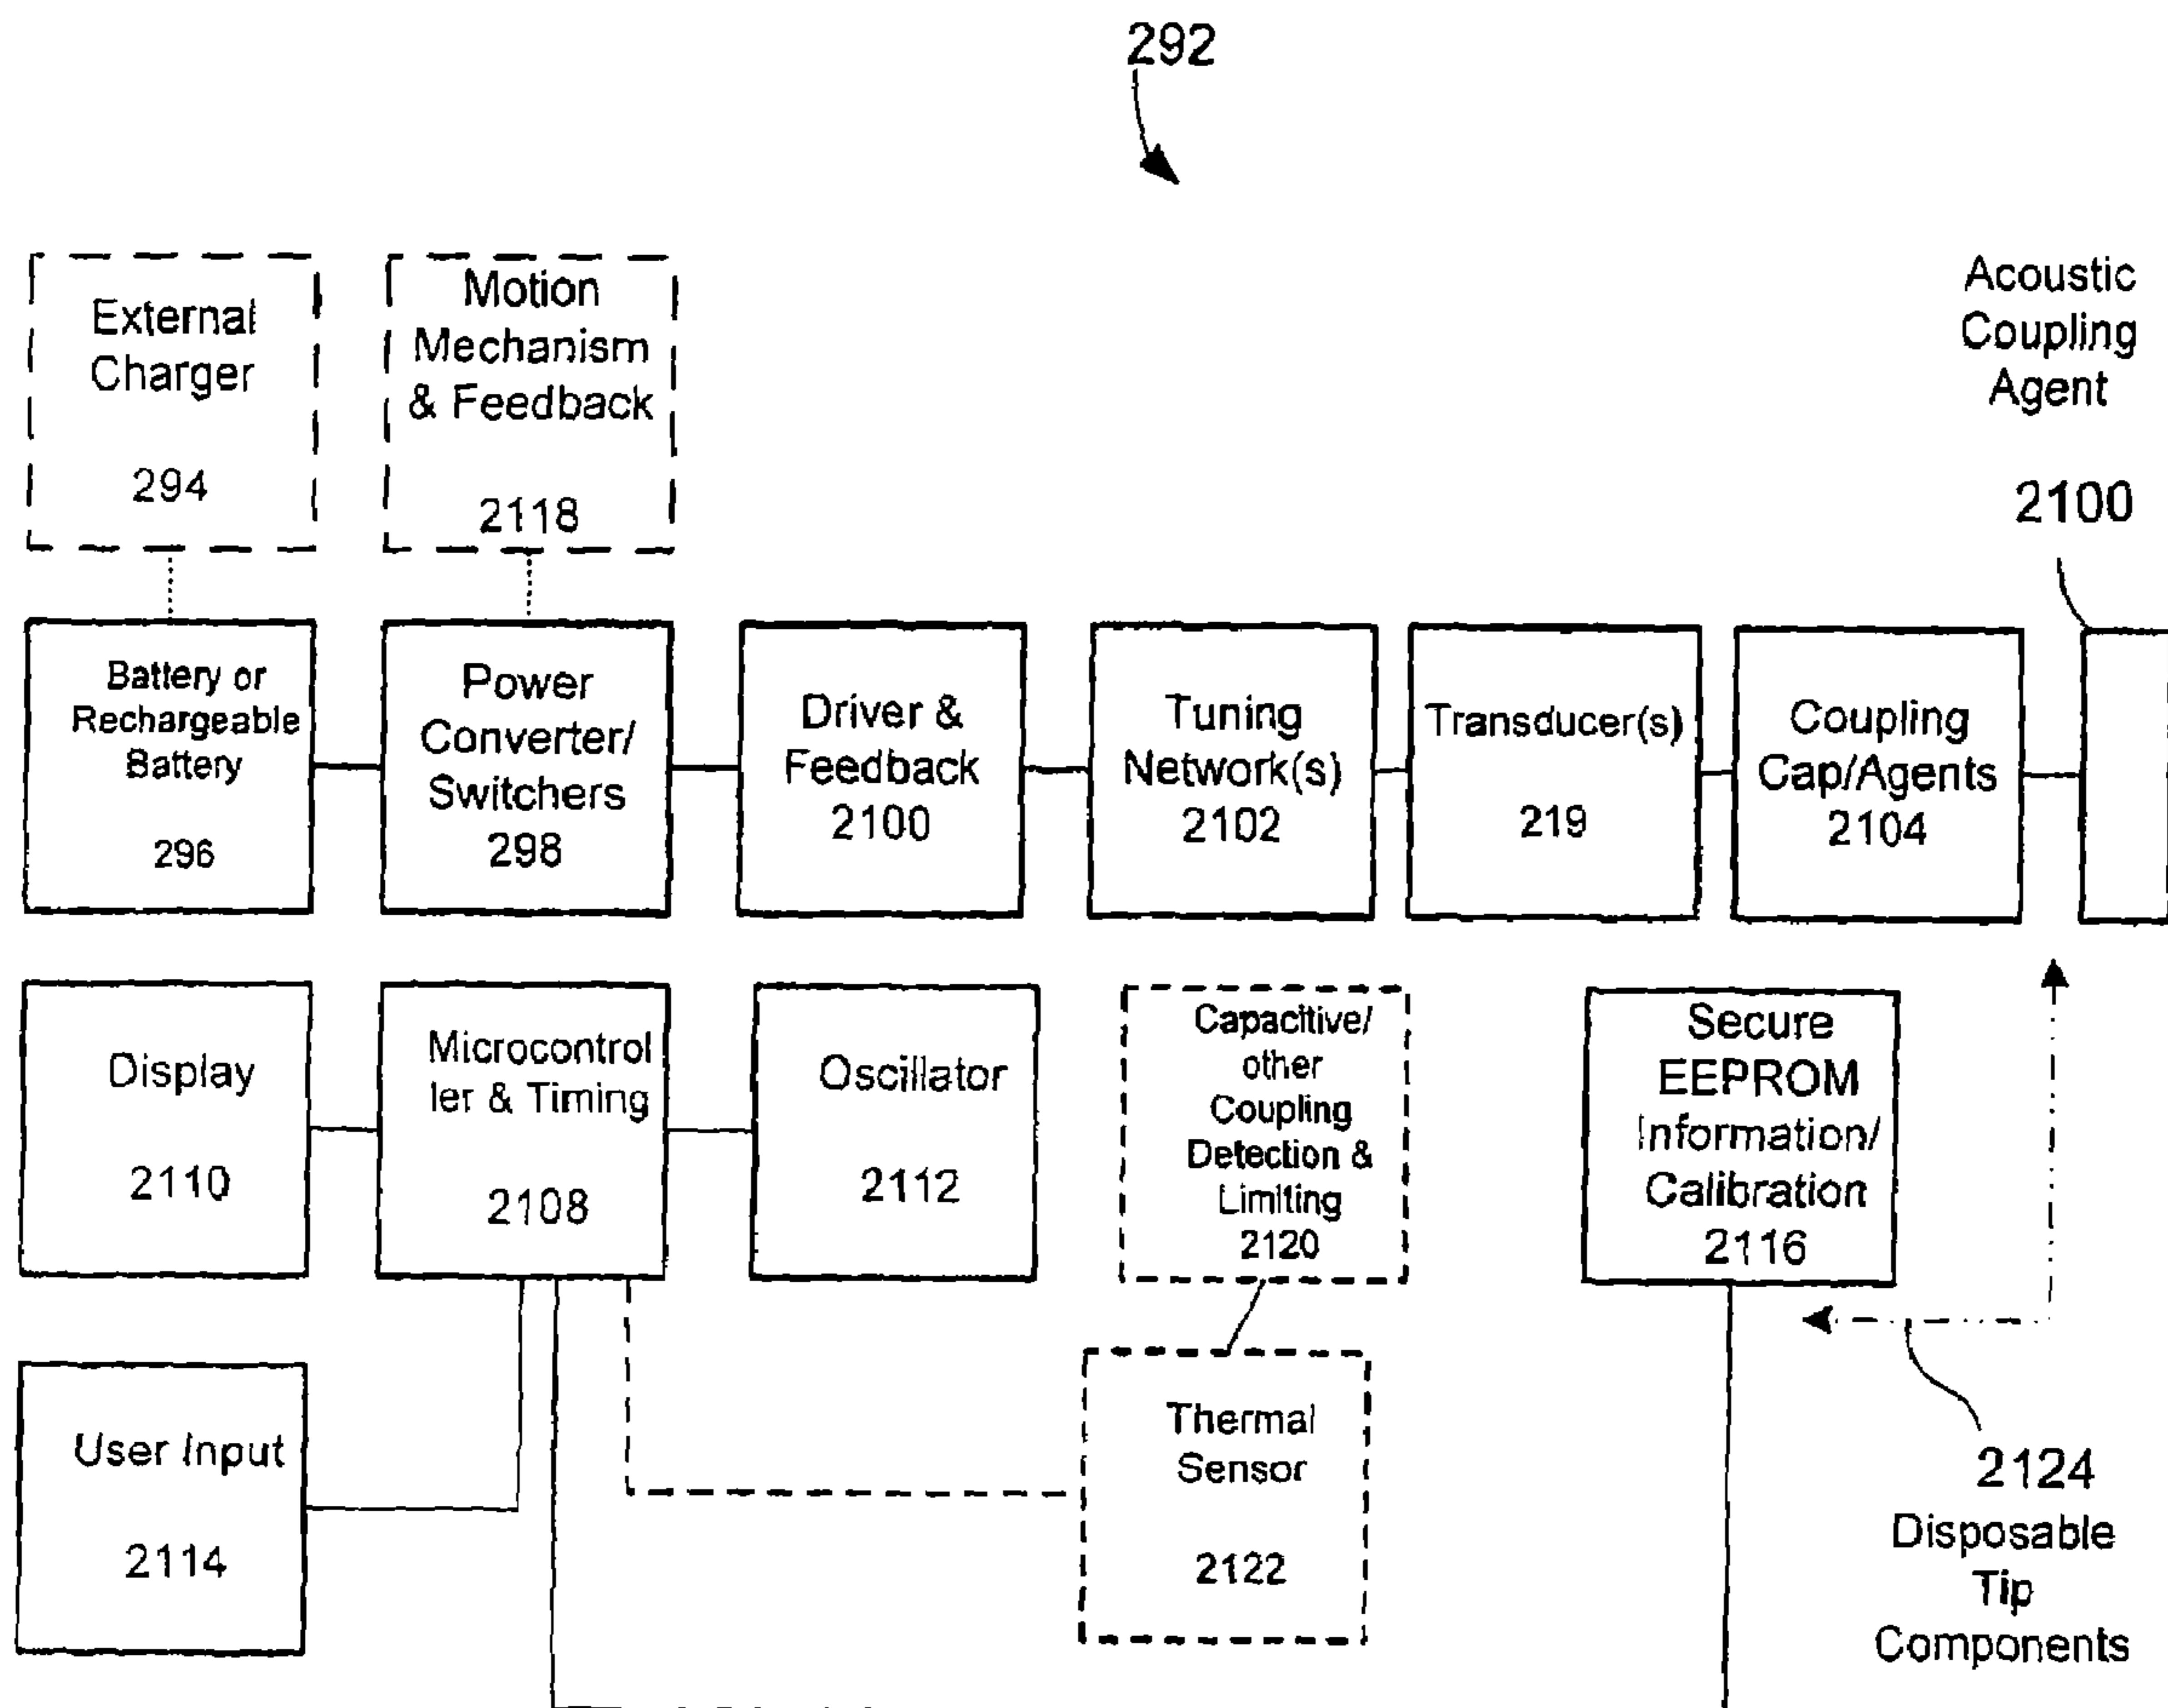 292
External
Charger
294
Motion
Mechanism
& Feedback
2118
Acoustic
Coupling
Agent
2100
Battery or
Rechargeable
Battery
296
Power
Converter/
Switchers
298
Driver &
Feedback
2100
Tuning
Network(s)
2102
Transducer(s)
219
Coupling
Cap/Agents
2104
Display
2110
Microcontrol
ler & Timing
2108
Oscillator
2112
Capacitive/
other
Coupling
Detection &
Limiting
2120
Secure
EEPROM
Information/
Calibration
2116
User Input
2114
Thermal
Sensor
2122
2124
Disposable
Tip
Components